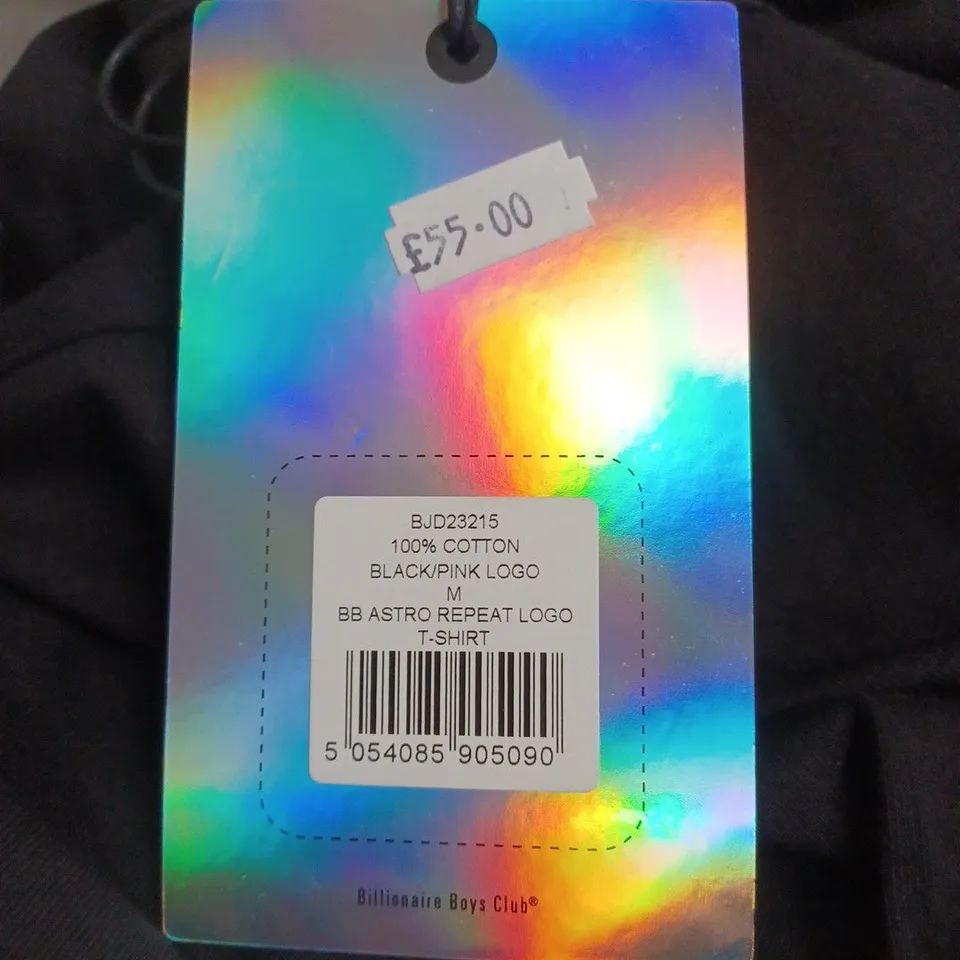 £55.00
BJD23215
100% COTTON
BLACK/PINK LOGO
M
BB ASTRO REPEAT LOGO
T-SHIRT
5 054085 905090
Billionaire Boys Club®